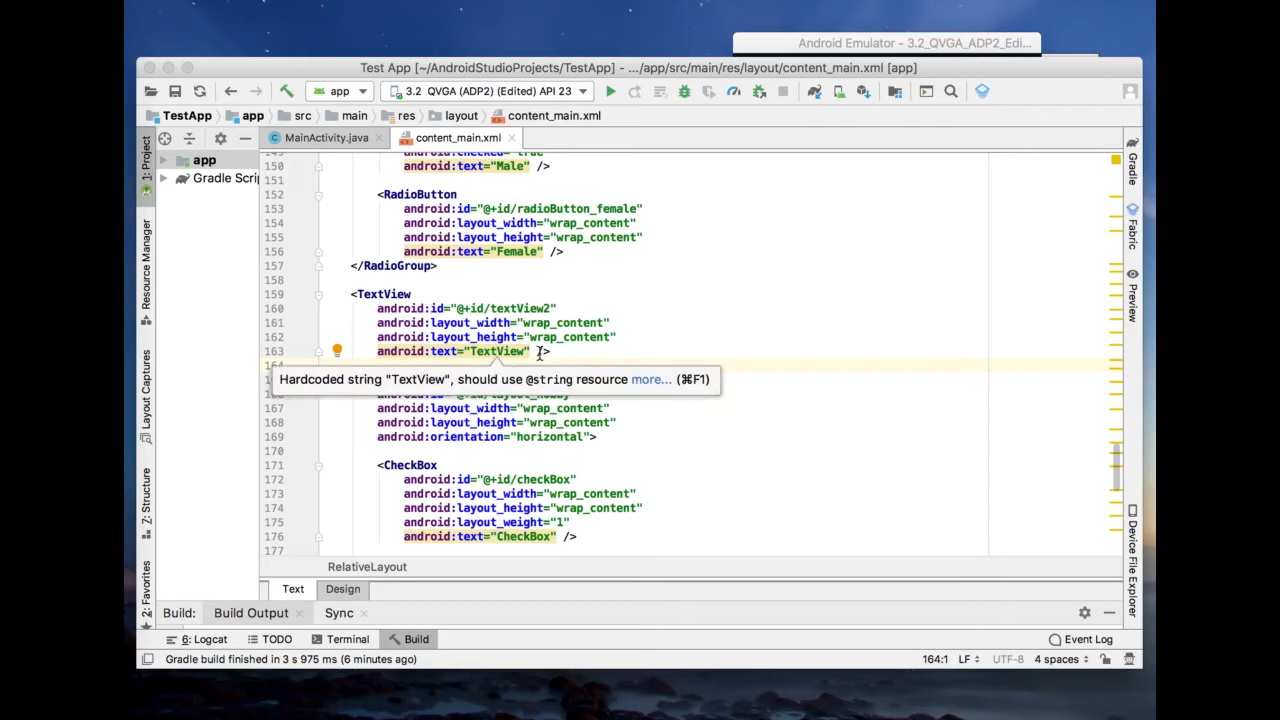 Android Emulator - 3.2_QVGA_ADP2_Edi...
Test App [~/AndroidStudioProjects/TestApp] - .../app/src/main/res/layout/content_main.xml [app]
app
3.2 QVGA (ADP2) (Edited) API 23
TestApp
app
src
main
res
layout
content_main.xml
1: Project
Resource Manager
Layout Captures
7: Structure
2: Favorites
app
Gradle Scrip
MainActivity.java
content_main.xml
150 android:text="Male" />
151
152 <RadioButton
153 android:id="@+id/radioButton_female"
154 android:layout_width="wrap_content"
155 android:layout_height="wrap_content"
156 android:text="Female" />
157 </RadioGroup>
158
159 <TextView
160 android:id="@+id/textView2"
161 android:layout_width="wrap_content"
162 android:layout_height="wrap_content"
163 android:text="TextView" />
Hardcoded string "TextView", should use @string resource more... (⌘F1)
167 android:layout_width="wrap_content"
168 android:layout_height="wrap_content"
169 android:orientation="horizontal">
170
171 <CheckBox
172 android:id="@+id/checkBox"
173 android:layout_width="wrap_content"
174 android:layout_height="wrap_content"
175 android:layout_weight="1"
176 android:text="CheckBox" />
177
RelativeLayout
Text
Design
Gradle
Fabric
Preview
Device File Explorer
Build:
Build Output
Sync
6: Logcat
TODO
Terminal
Build
Event Log
Gradle build finished in 3 s 975 ms (6 minutes ago)
164:1
LF
UTF-8
4 spaces